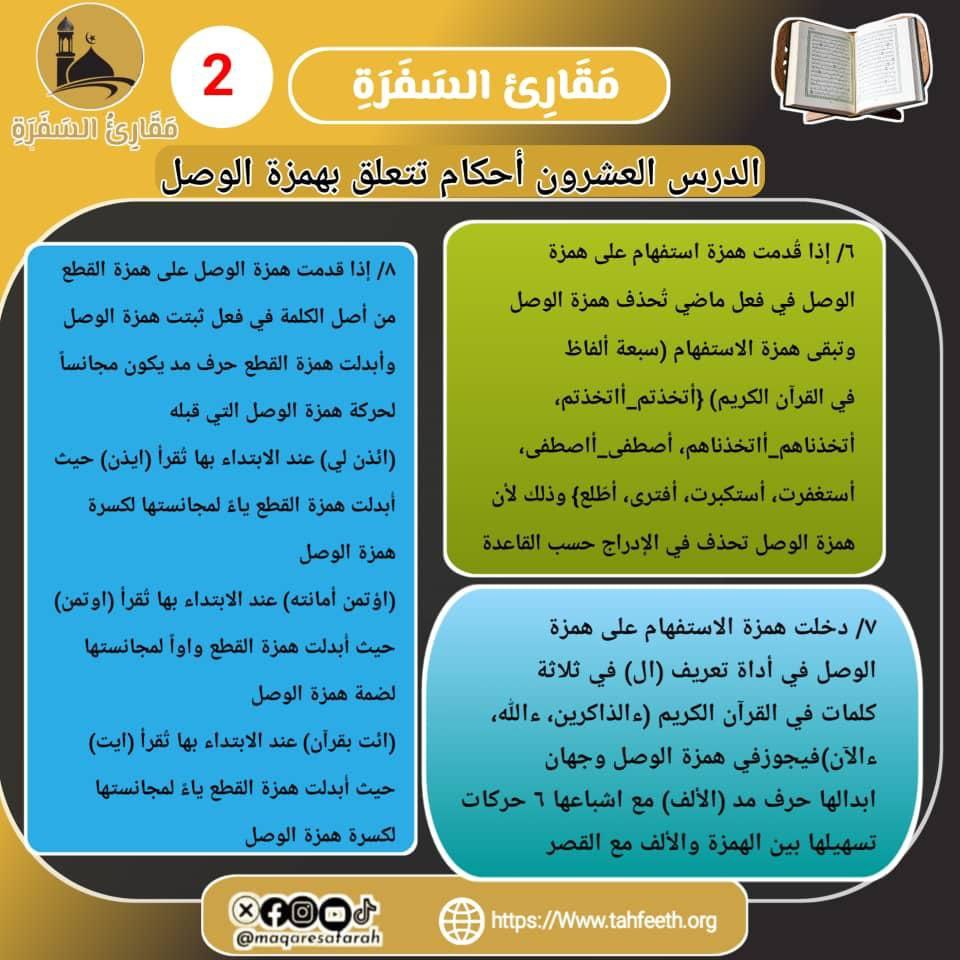 مَقَارِئ السَفَرَةِ
2
مَقَارِئُ السَفَرَةِ
الدرس العشرون أحكام تتعلق بهمزة الوصل
٦/ إذا قُدمت همزة استفهام على همزة
الوصل في فعل ماضي تُحذف همزة الوصل
وتبقى همزة الاستفهام (سبعة ألفاظ
في القرآن الكريم) {أتخذتم_أاتخذتم،
أتخذناهم_أاتخذناهم، أصطفى_أاصطفى،
أستغفرت، أستكبرت، أفترى، أطَلع} وذلك لأن
همزة الوصل تحذف في الإدراج حسب القاعدة
٧/ دخلت همزة الاستفهام على همزة
الوصل في أداة تعريف (ال) في ثلاثة
كلمات في القرآن الكريم (ءالذاكرين، ءالله،
ءالآن)فيجوزفي همزة الوصل وجهان
ابدالها حرف مد (الألف) مع اشباعها ٦ حركات
تسهيلها بين الهمزة والألف مع القصر
٨/ إذا قدمت همزة الوصل على همزة القطع
من أصل الكلمة في فعل ثبتت همزة الوصل
وأبدلت همزة القطع حرف مد يكون مجانساً
لحركة همزة الوصل التي قبله
(ائذن لي) عند الابتداء بها تُقرأ (ايذن) حيث
أبدلت همزة القطع ياءً لمجانستها لكسرة
همزة الوصل
(اؤتمن أمانته) عند الابتداء بها تُقرأ (اوتمن)
حيث أبدلت همزة القطع واواً لمجانستها
لضمة همزة الوصل
(ائت بقرآن) عند الابتداء بها تُقرأ (ايت)
حيث أبدلت همزة القطع ياءً لمجانستها
لكسرة همزة الوصل
@maqaresafarah
https://Www.tahfeeth.org